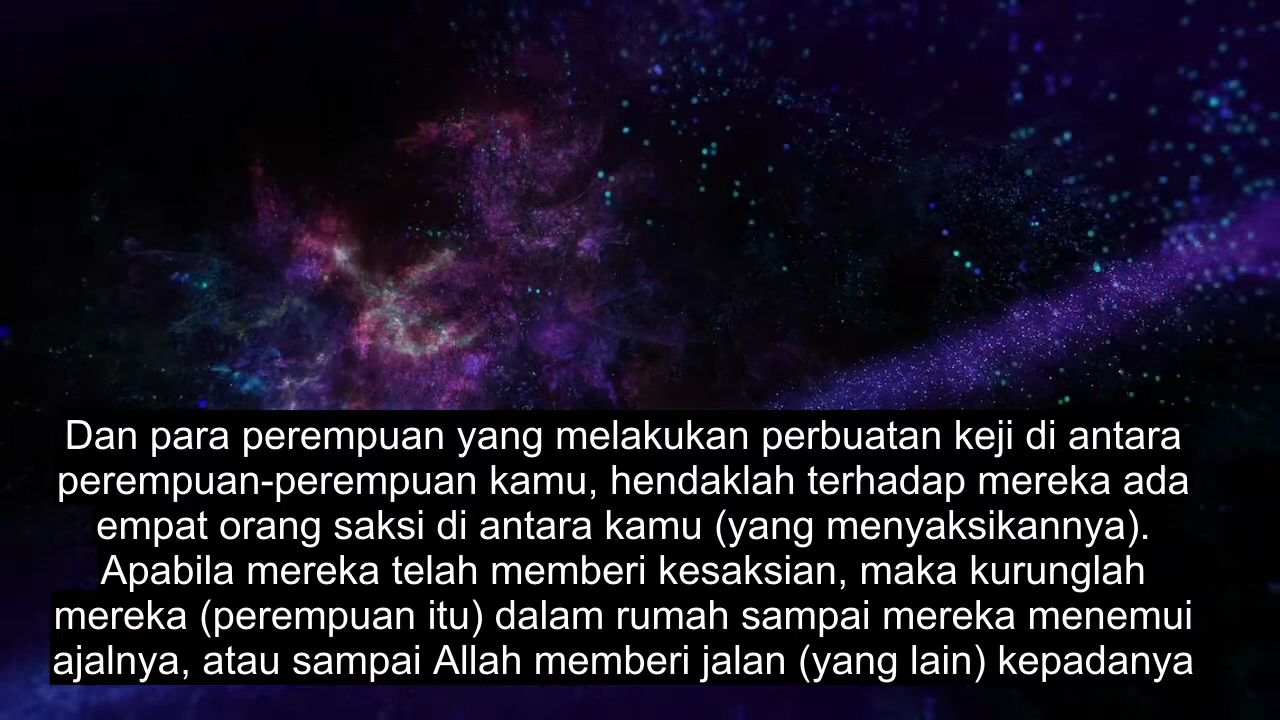 Dan para perempuan yang melakukan perbuatan keji di antara
perempuan-perempuan kamu, hendaklah terhadap mereka ada
empat orang saksi di antara kamu (yang menyaksikannya).
Apabila mereka telah memberi kesaksian, maka kurunglah
mereka (perempuan itu) dalam rumah sampai mereka menemui
ajalnya, atau sampai Allah memberi jalan (yang lain) kepadanya